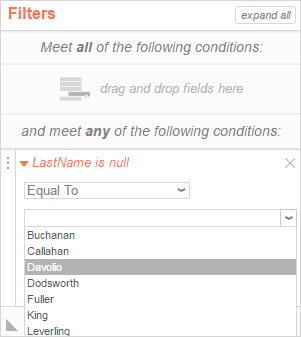 Filters
expand all
Meet all of the following conditions:
drag and drop fields here
and meet any of the following conditions:
LastName is null
Equal To
Buchanan
Callahan
Davolio
Dodsworth
Fuller
King
Leverling